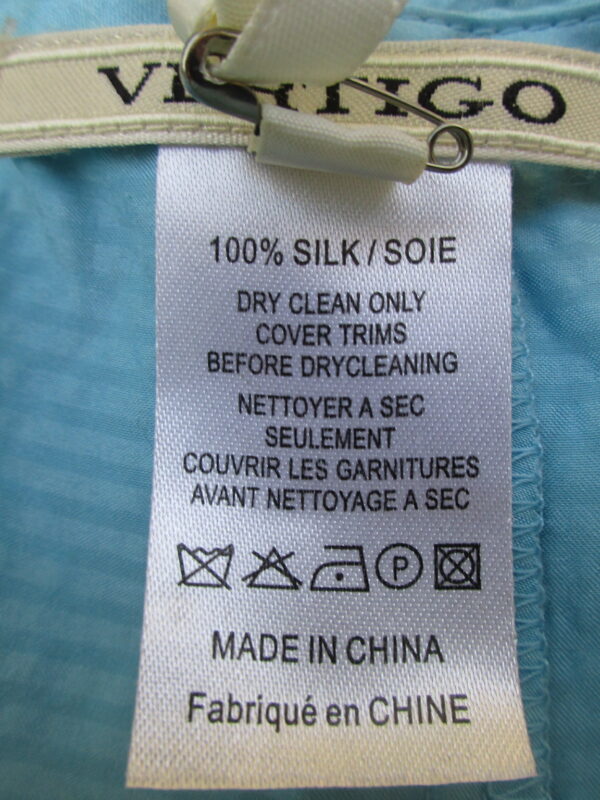 VERTIGO
100% SILK / SOIE
DRY CLEAN ONLY
COVER TRIMS
BEFORE DRYCLEANING
NETTOYER A SEC
SEULEMENT
COUVRIR LES GARNITURES
AVANT NETTOYAGE A SEC
P
MADE IN CHINA
Fabriqué en CHINE